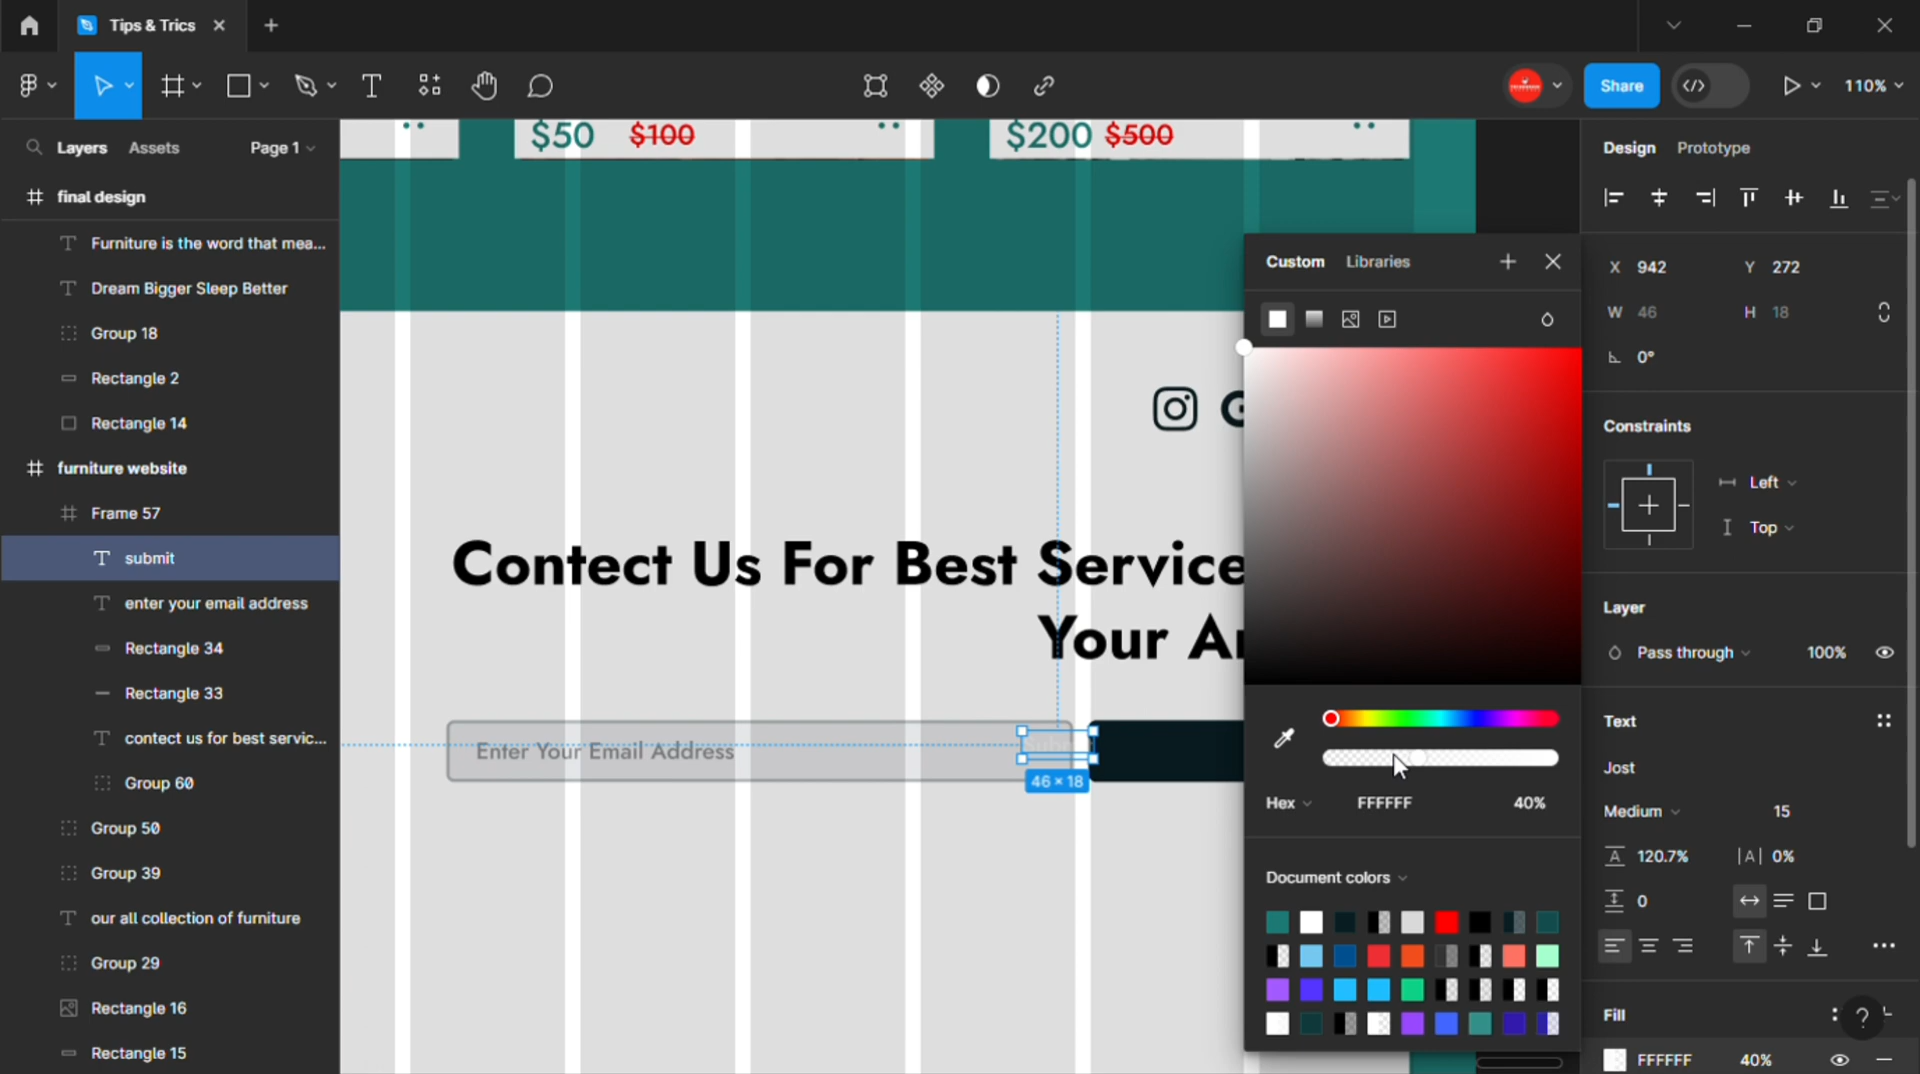 Tips & Trics
Share
110%
Layers
Assets
Page 1
final design
Furniture is the word that mea...
Dream Bigger Sleep Better
Group 18
Rectangle 2
Rectangle 14
furniture website
Frame 57
submit
enter your email address
Rectangle 34
Rectangle 33
contect us for best servic...
Group 60
Group 50
Group 39
our all collection of furniture
Group 29
Rectangle 16
Rectangle 15
$50 $100
$200 $500
Contect Us For Best Service
Your
Enter Your Email Address
46 × 18
Custom
Libraries
Hex
FFFFFF
40%
Document colors
Design
Prototype
X 942
Y 272
W 46
H 18
0°
Constraints
Left
Top
Layer
Pass through
100%
Text
Jost
Medium
15
120.7%
|A| 0%
0
Fill
?
FFFFFF
40%